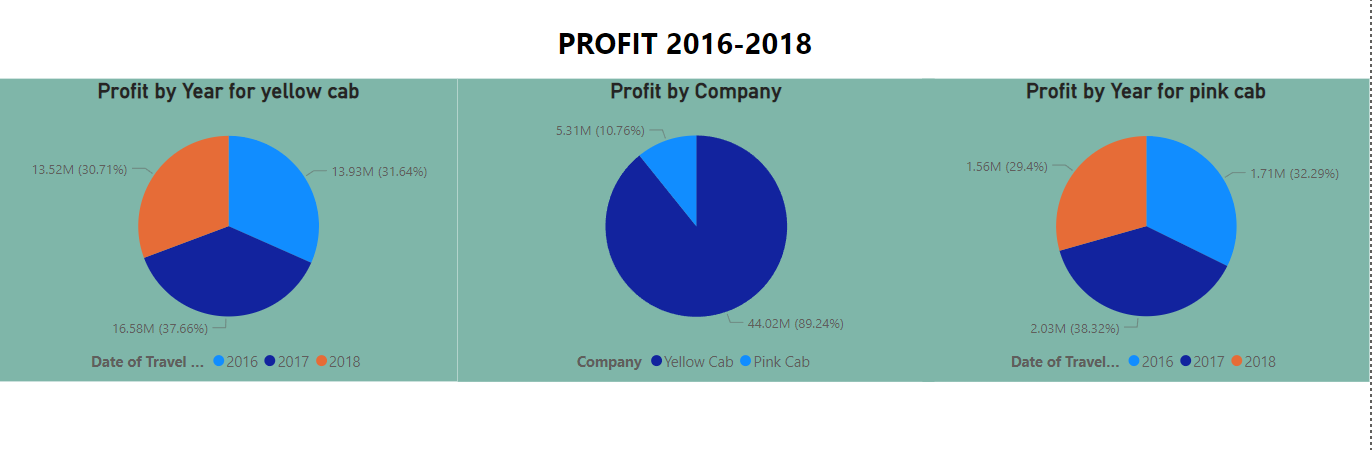 PROFIT 2016-2018
Profit by Year for yellow cab
13.52M (30.71%)
13.93M (31.64%)
16.58M (37.66%)
Date of Travel ... 2016 2017 2018
Profit by Company
5.31M (10.76%)
44.02M (89.24%)
Company Yellow Cab Pink Cab
Profit by Year for pink cab
1.56M (29.4%)
1.71M (32.29%)
2.03M (38.32%)
Date of Travel... 2016 2017 2018